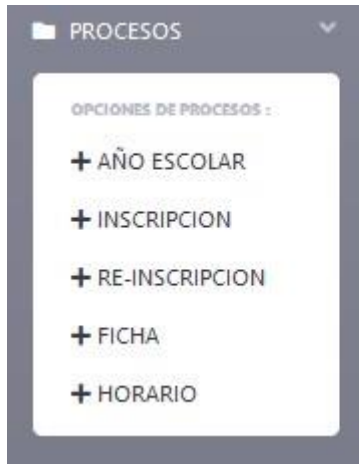 PROCESOS
OPCIONES DE PROCESOS :
+ AÑO ESCOLAR
+ INSCRIPCION
+ RE-INSCRIPCION
+ FICHA
+ HORARIO